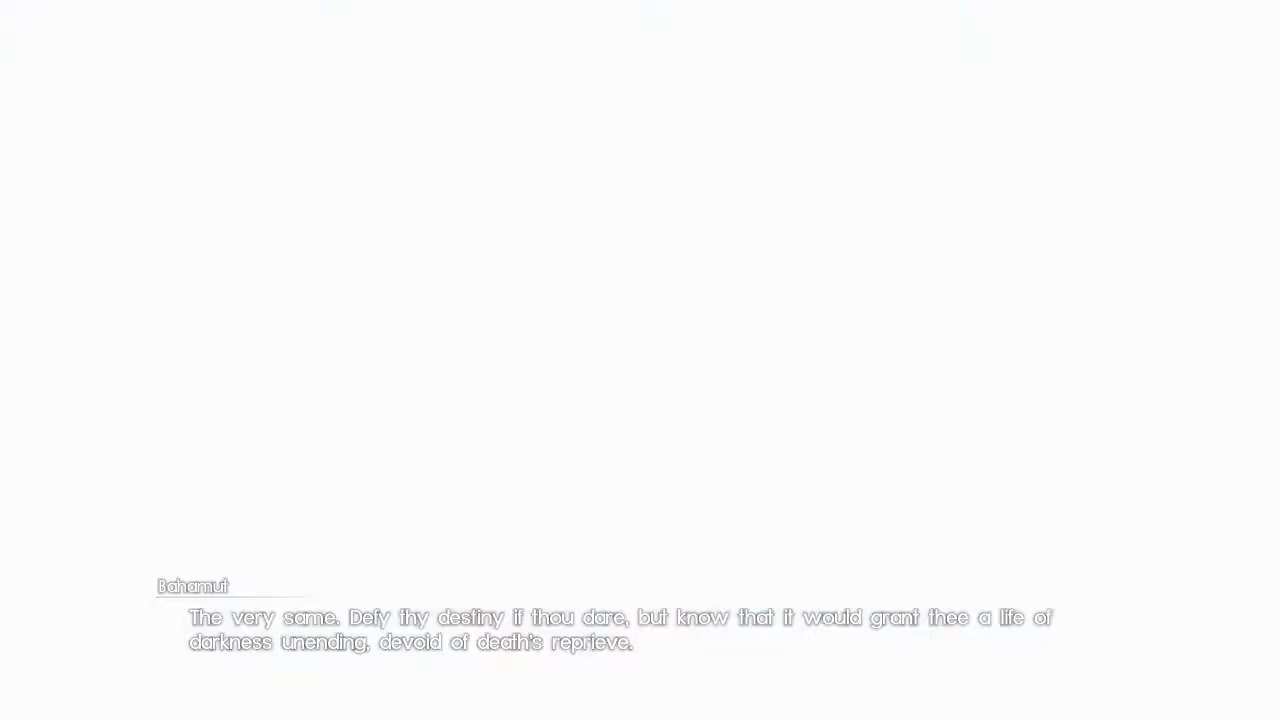 Bahamut
The very same. Defy thy destiny if thou dare, but know that it would grant thee a life of
darkness unending, devoid of death's reprieve.